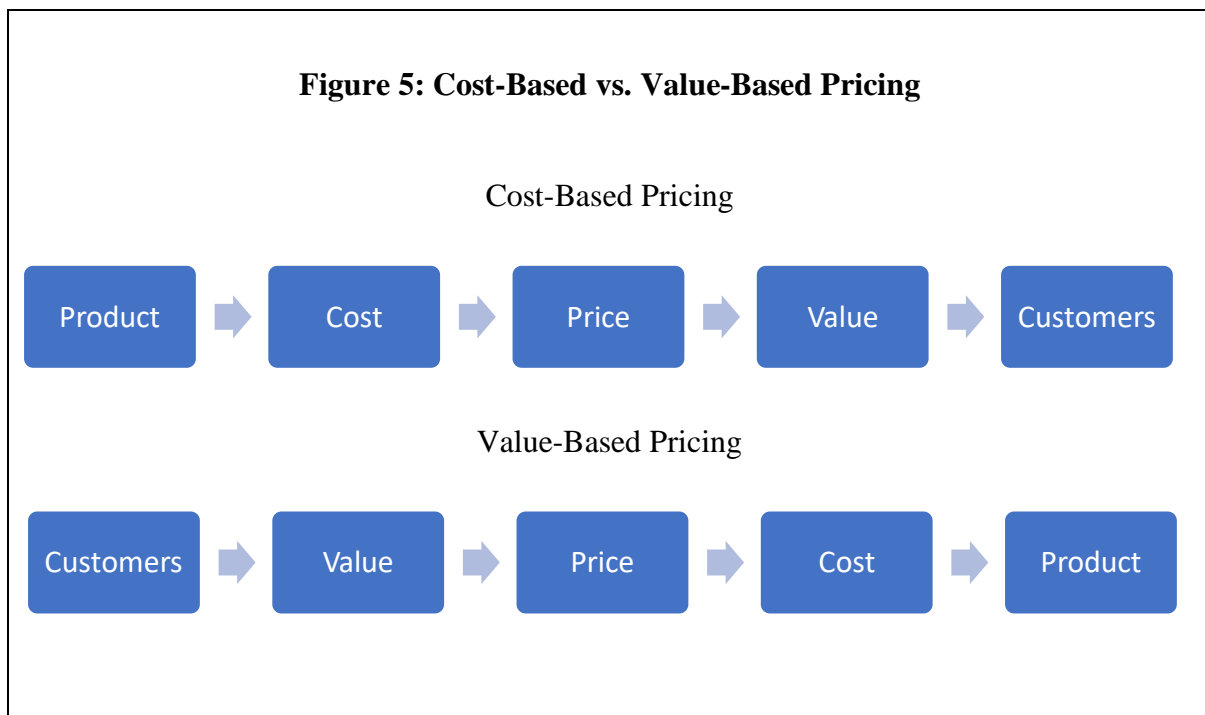 Figure 5: Cost-Based vs. Value-Based Pricing
Cost-Based Pricing
Product Cost Price Value Customers
Value-Based Pricing
Customers Value Price Cost Product